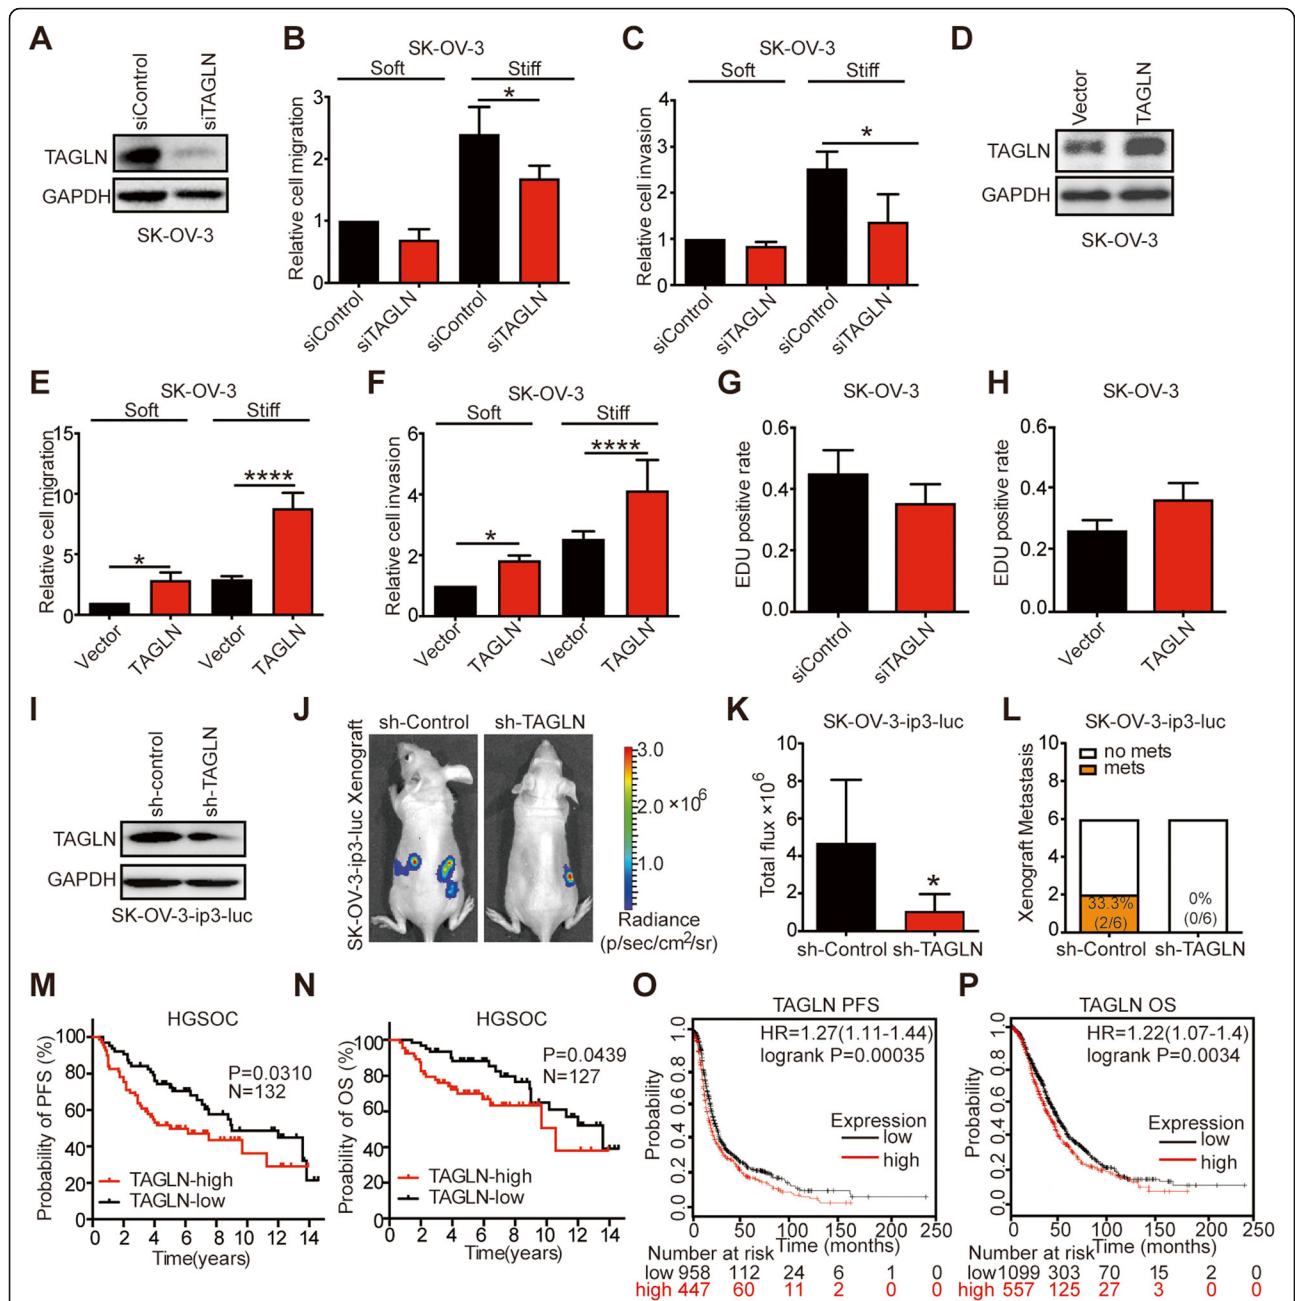 A
siControl
siTAGLN
TAGLN
GAPDH
SK-OV-3
B
SK-OV-3
Soft
Stiff
Relative cell migration
3
2
1
0
*
siControl
siTAGLN
siControl
siTAGLN
C
SK-OV-3
Soft
Stiff
Relative cell invasion
4
3
2
1
0
*
siControl
siTAGLN
siControl
siTAGLN
D
Vector
TAGLN
TAGLN
GAPDH
SK-OV-3
E
SK-OV-3
Soft
Stiff
Relative cell migration
15
10
5
0
*
****
Vector
TAGLN
Vector
TAGLN
F
SK-OV-3
Soft
Stiff
Relative cell invasion
6
4
2
0
*
****
Vector
TAGLN
Vector
TAGLN
G
SK-OV-3
EDU positive rate
0.6
0.4
0.2
0.0
siControl
siTAGLN
H
SK-OV-3
EDU positive rate
0.6
0.4
0.2
0.0
Vector
TAGLN
I
sh-control
sh-TAGLN
TAGLN
GAPDH
SK-OV-3-ip3-luc
J
sh-Control
sh-TAGLN
SK-OV-3-ip3-luc Xenograft
3.0
2.0 ×10⁶
1.0
Radiance
(p/sec/cm²/sr)
K
SK-OV-3-ip3-luc
Total flux ×10⁶
10
8
6
4
2
0
*
sh-Control
sh-TAGLN
L
SK-OV-3-ip3-luc
Xenograft Metastasis
10
8
6
4
2
0
no mets
mets
33.3%
(2/6)
0%
(0/6)
sh-Control
sh-TAGLN
M
HGSOC
Probability of PFS (%)
100
80
60
40
20
0
P=0.0310
N=132
TAGLN-high
TAGLN-low
0 2 4 6 8 10 12 14
Time(years)
N
HGSOC
Proability of OS (%)
100
80
60
40
20
0
P=0.0439
N=127
TAGLN-high
TAGLN-low
0 2 4 6 8 10 12 14
Time(years)
O
TAGLN PFS
HR=1.27(1.11-1.44)
logrank P=0.00035
Probability
1.0
0.8
0.6
0.4
0.2
0.0
Expression
low
high
0 50 100 150 200 250
Time (months)
Number at risk
low 958 112 24 6 1 0
high 447 60 11 2 0 0
P
TAGLN OS
HR=1.22(1.07-1.4)
logrank P=0.0034
Probability
1.0
0.8
0.6
0.4
0.2
0.0
Expression
low
high
0 50 100 150 200 250
Time (months)
Number at risk
low 1099 303 70 15 2 0
high 557 125 27 3 0 0